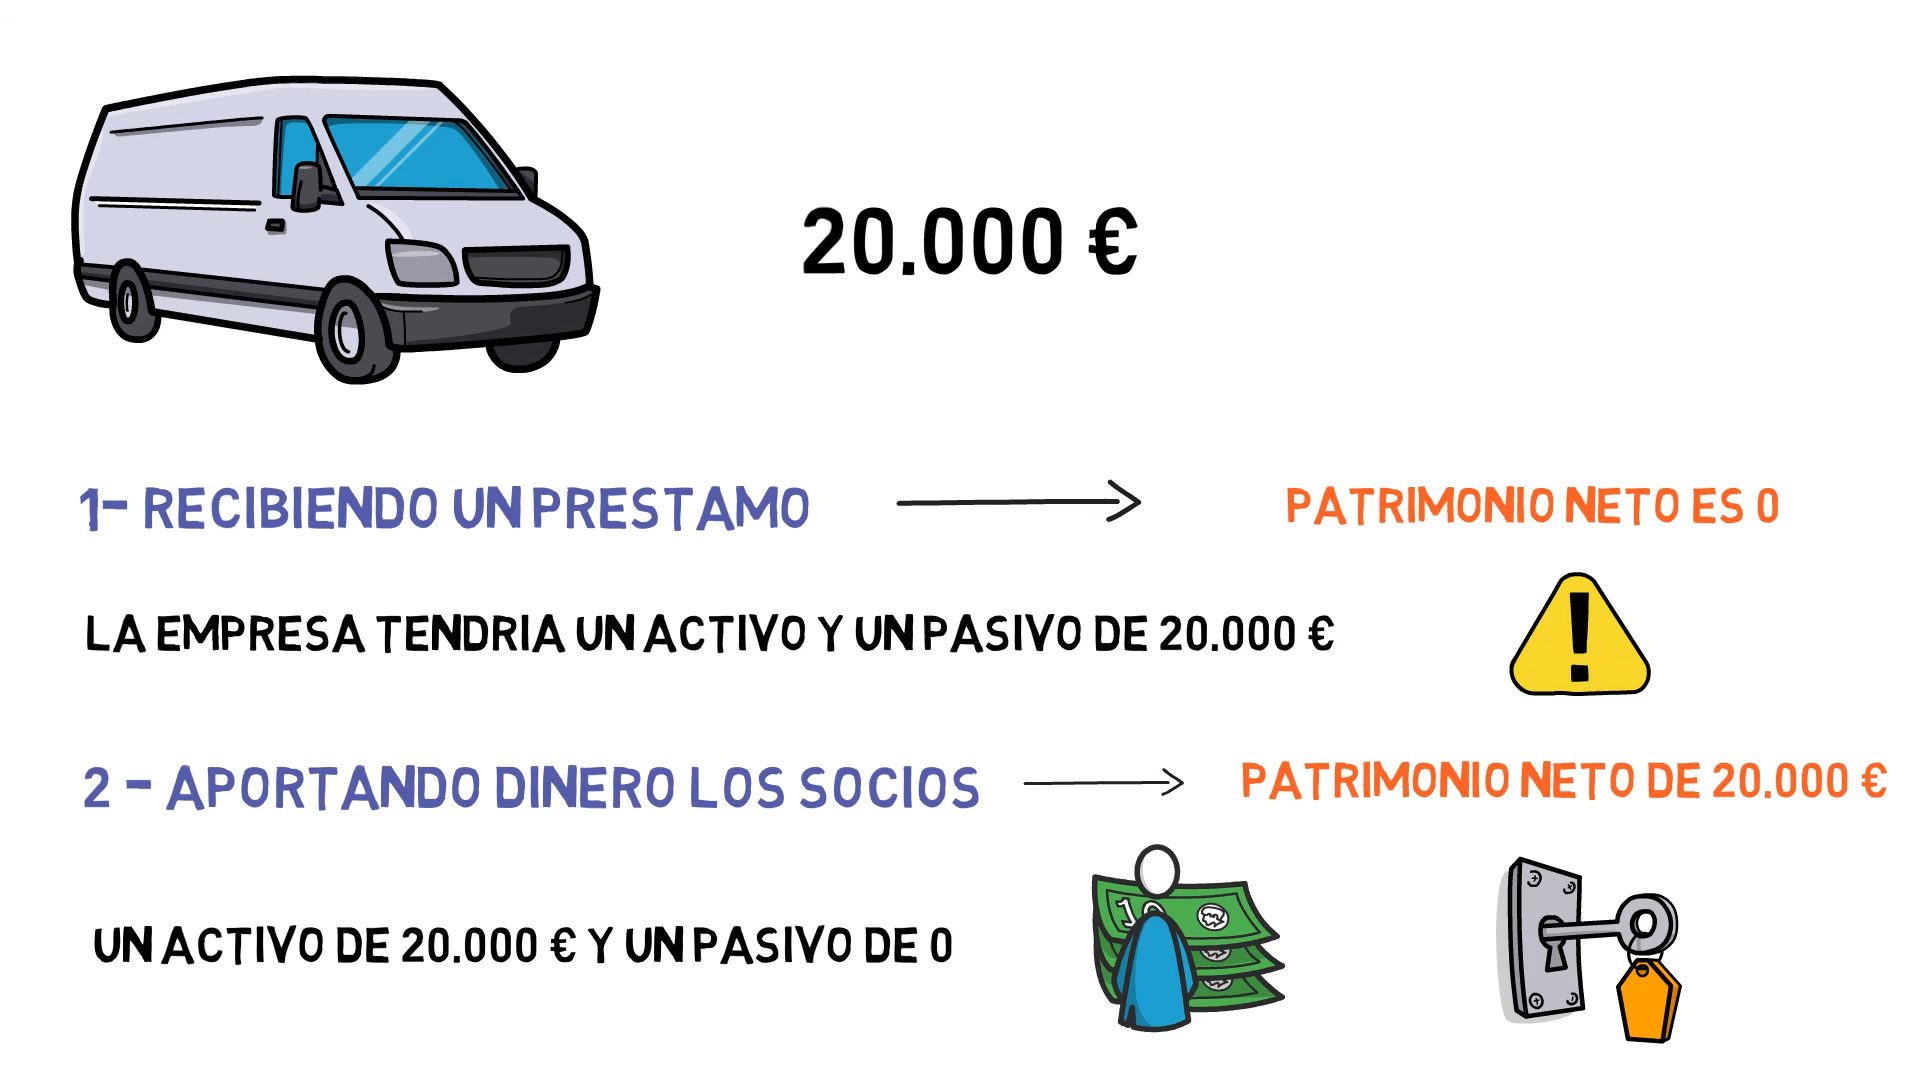 20.000 €
1- RECIBIENDO UN PRESTAMO
PATRIMONIO NETO ES 0
LA EMPRESA TENDRIA UN ACTIVO Y UN PASIVO DE 20.000 €
2 - APORTANDO DINERO LOS SOCIOS
PATRIMONIO NETO DE 20.000 €
UN ACTIVO DE 20.000 € Y UN PASIVO DE 0